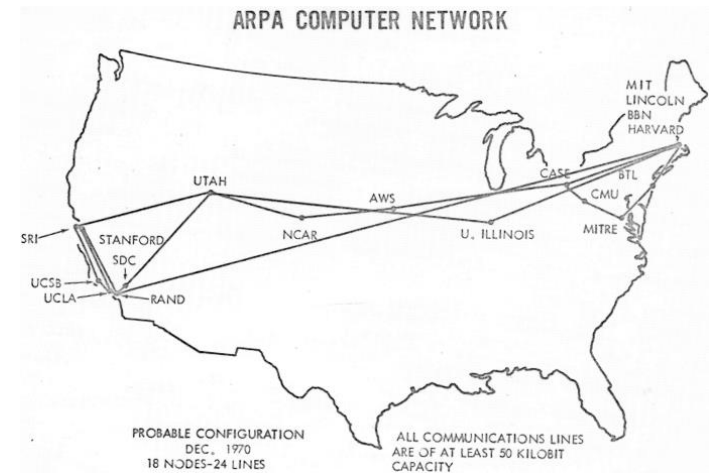 ARPA COMPUTER NETWORK
MIT
LINCOLN
BBN
HARVARD
CASE
BTL
UTAH
AWS
CMU
SRI
STANFORD
NCAR
U. ILLINOIS
MITRE
SDC
UCSB
UCLA
RAND
PROBABLE CONFIGURATION
DEC, 1970
18 NODES-24 LINES
ALL COMMUNICATIONS LINES
ARE OF AT LEAST 50 KILOBIT
CAPACITY